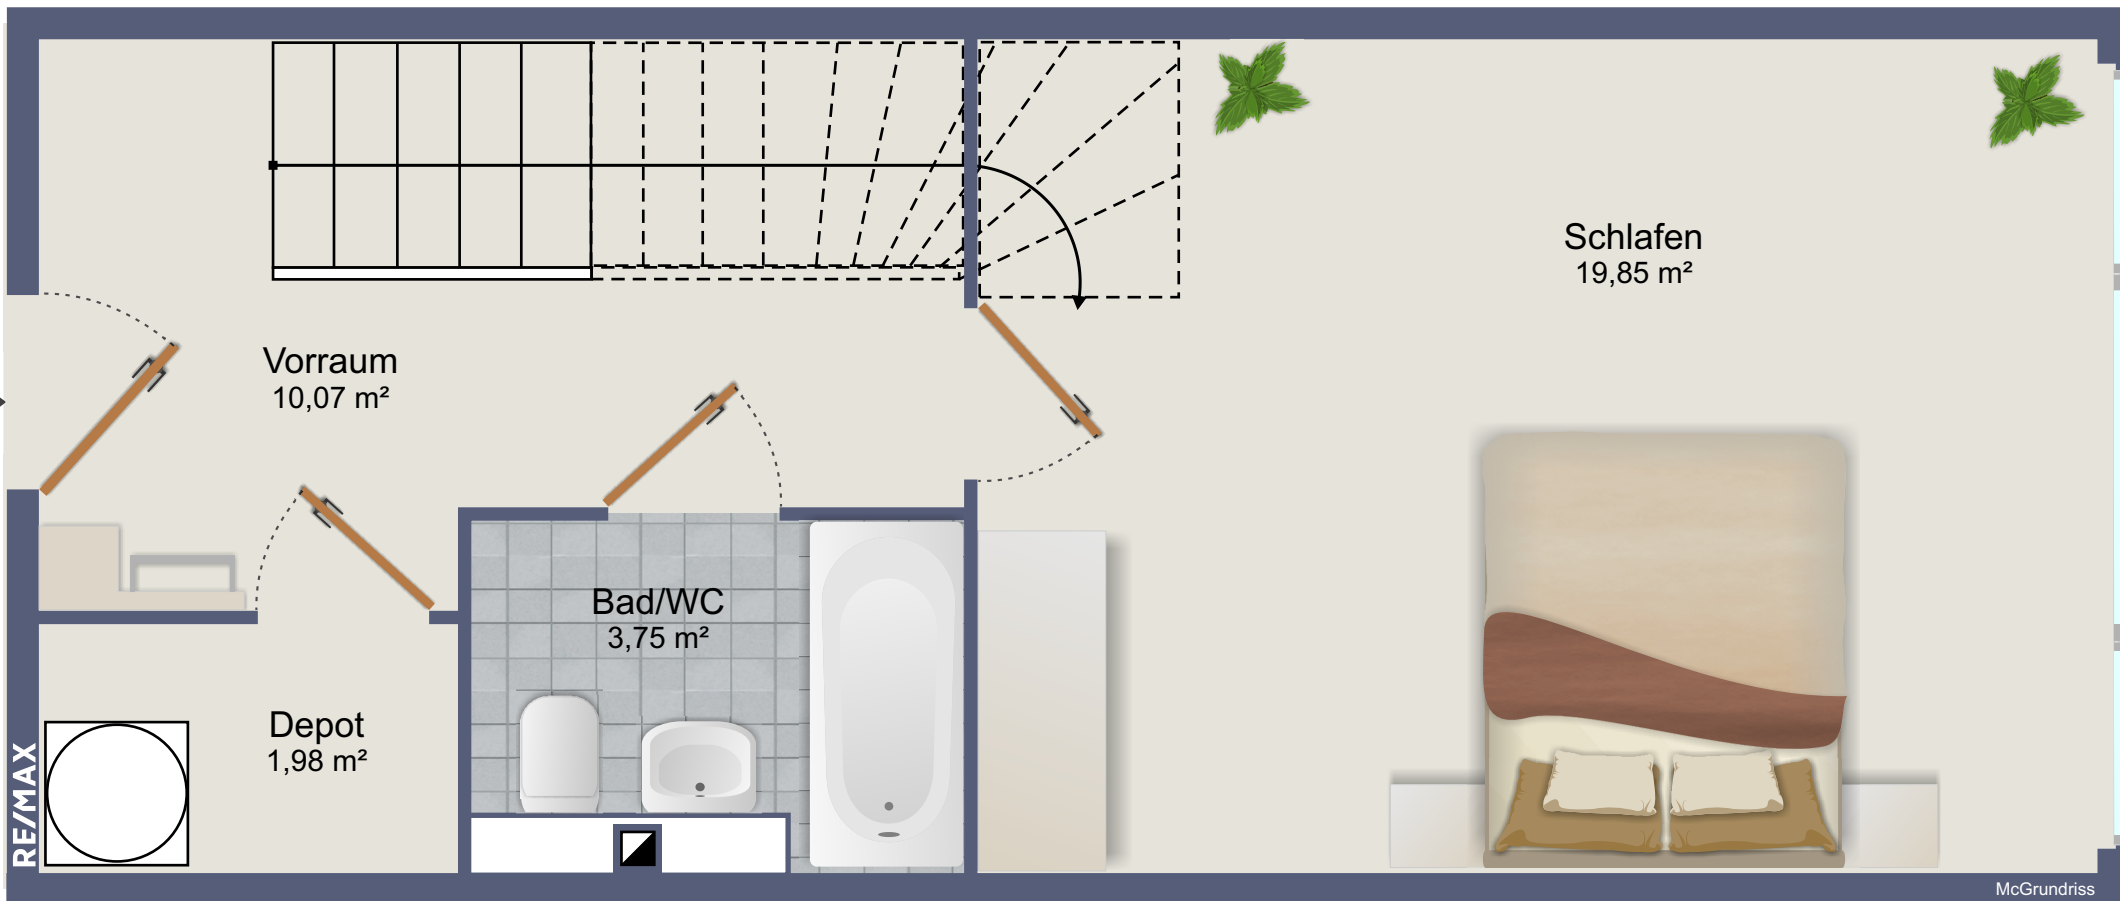 Schlafen
19,85 m²
Vorraum
10,07 m²
Bad/WC
3,75 m²
Depot
1,98 m²
RE/MAX
McGrundriss